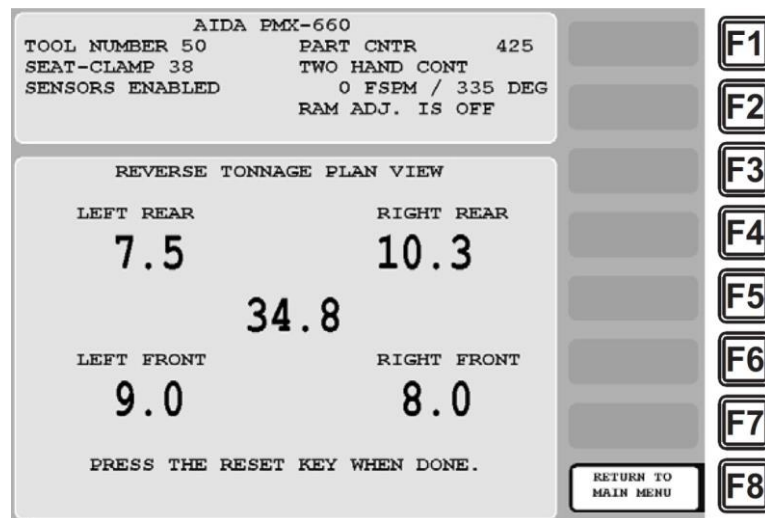 AIDA PMX-660
TOOL NUMBER 50 PART CNTR 425
SEAT-CLAMP 38 TWO HAND CONT
SENSORS ENABLED 0 FSPM / 335 DEG
RAM ADJ. IS OFF
REVERSE TONNAGE PLAN VIEW
LEFT REAR RIGHT REAR
7.5 10.3
34.8
LEFT FRONT RIGHT FRONT
9.0 8.0
PRESS THE RESET KEY WHEN DONE.
RETURN TO
MAIN MENU
F1
F2
F3
F4
F5
F6
F7
F8